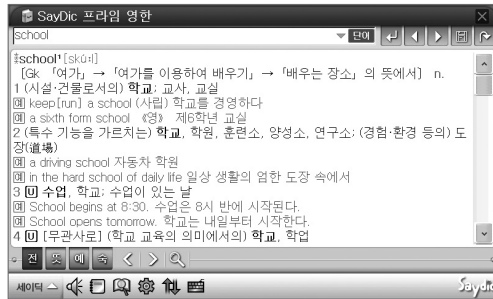 SayDic 프라임 영한
school 단어
‡school¹ [skúːl]
[Gk 「여가」 → 「여가를 이용하여 배우기」 → 「배우는 장소」의 뜻에서] n.
1 (시설·건물로서의) 학교; 교사, 교실
예 keep[run] a school (사립) 학교를 경영하다
예 a sixth form school 《영》 제6학년 교실
2 (특수 기능을 가르치는) 학교, 학원, 훈련소, 양성소, 연구소; (경험·환경 등의) 도
장(道場)
예 a driving school 자동차 학원
예 in the hard school of daily life 일상 생활의 엄한 도장 속에서
3 U 수업, 학교; 수업이 있는 날
예 School begins at 8:30. 수업은 8시 반에 시작된다.
예 School opens tomorrow. 학교는 내일부터 시작한다.
4 U [무관사로] (학교 교육의 의미에서의) 학교, 학업
전 뜻 예 숙
세이딕 Saydic